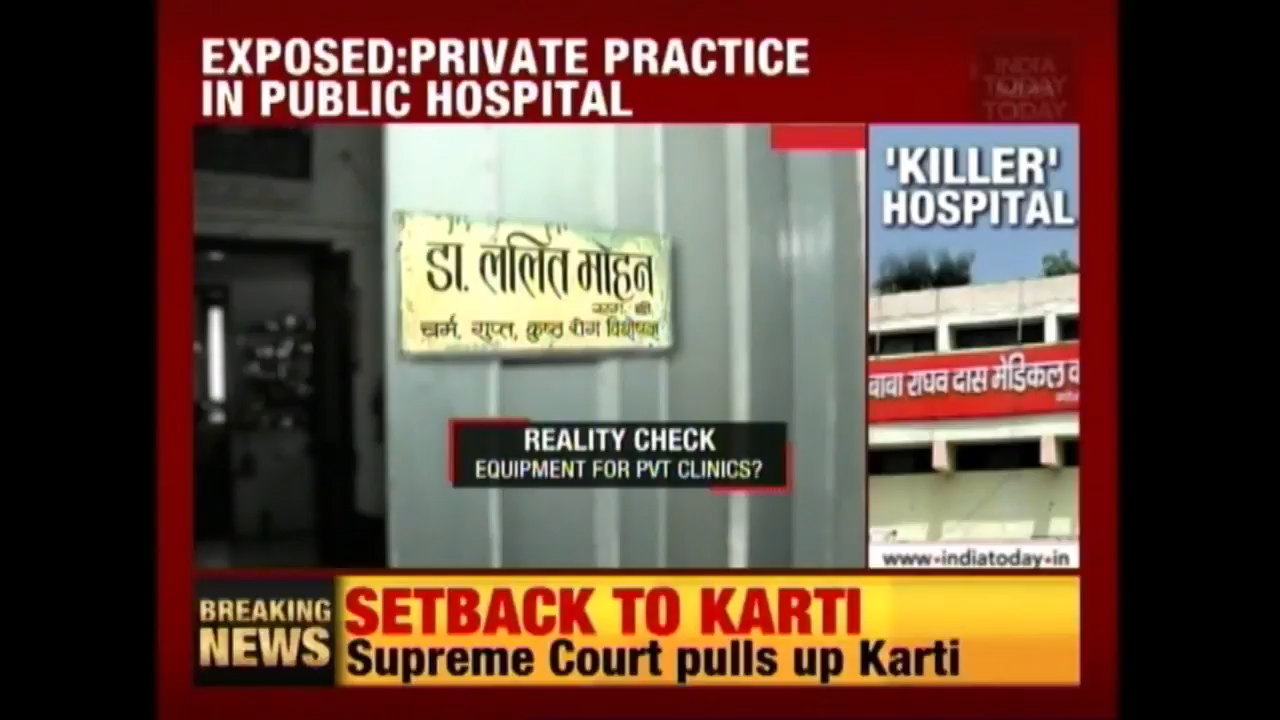 EXPOSED:PRIVATE PRACTICE
IN PUBLIC HOSPITAL
INDIA
TODAY
TODAY
डा. ललित मोहन
चर्म, गुप्त, कुष्ठ रोग विशेषज्ञ
REALITY CHECK
EQUIPMENT FOR PVT CLINICS?
'KILLER'
HOSPITAL
बाबा राघव दास मेडिकल
www.indiatoday.in
BREAKING
NEWS
SETBACK TO KARTI
Supreme Court pulls up Karti